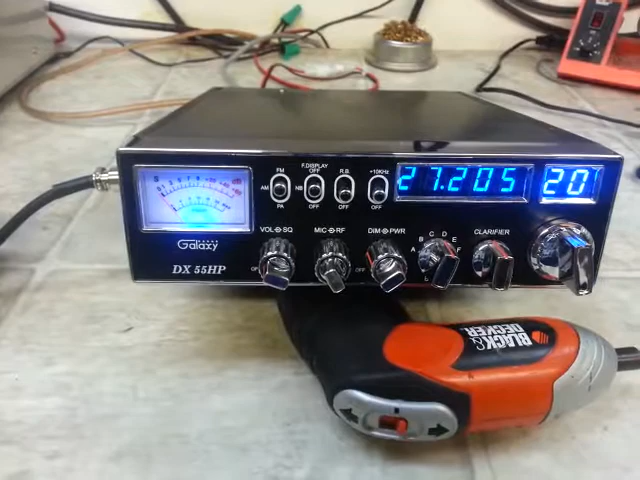 FM
F.DISPLAY
OFF
R.B.
+10KHz
AM
NB
PA
OFF
OFF
OFF
27.205
20
Galaxy
DX 55HP
VOL SQ
MIC RF
DIM PWR
OFF
A B C D E F
CLARIFIER
BLACK&
DECKER